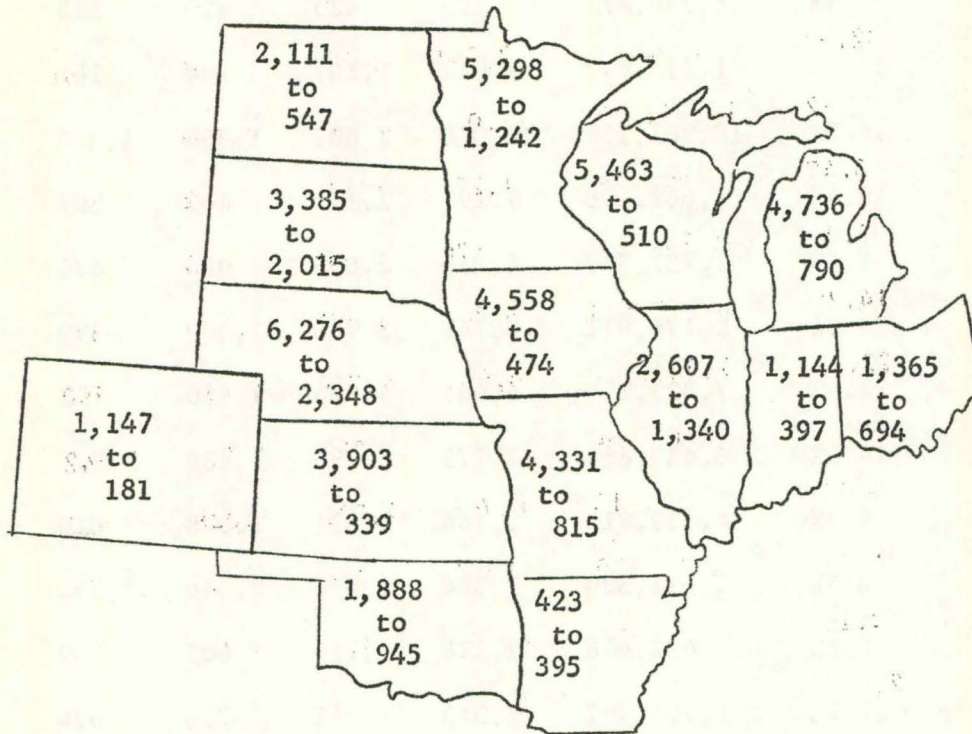 2,111
to
547
5,298
to
1,242
3,385
to
2,015
5,463
to
510
4,736
to
790
6,276
to
2,348
4,558
to
474
2,607
to
1,340
1,144
to
397
1,365
to
694
1,147
to
181
3,903
to
339
4,331
to
815
1,888
to
945
423
to
395